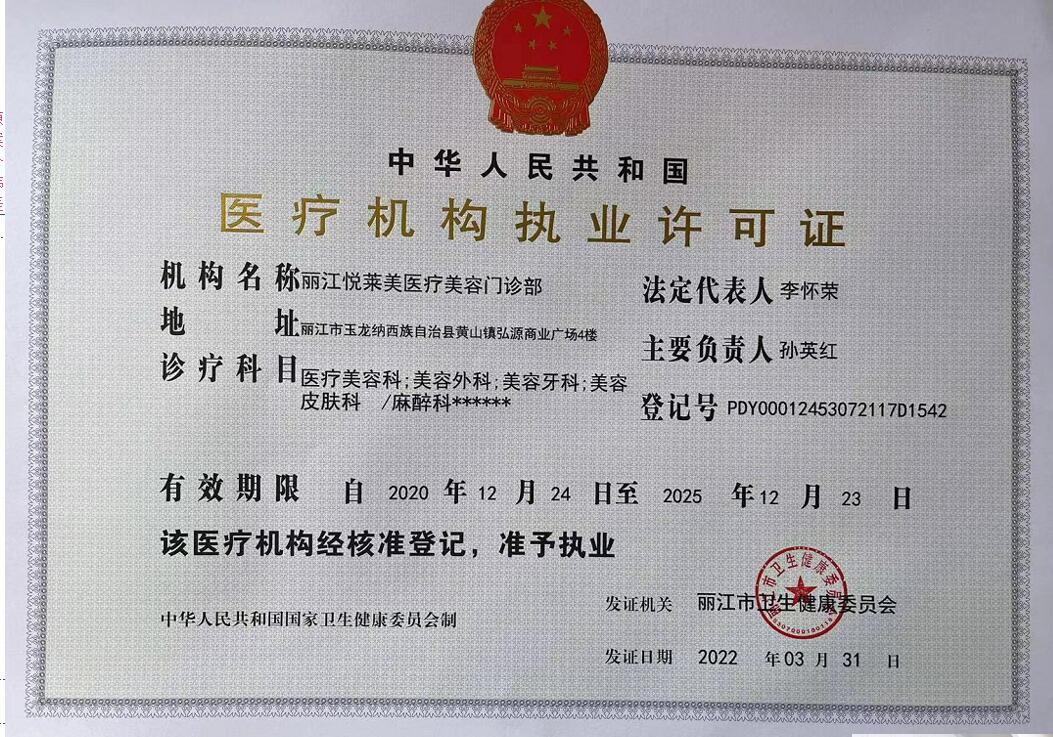 中华人民共和国
医疗机构执业许可证
机构名称 丽江悦莱美医疗美容门诊部
法定代表人 李怀荣
地址 丽江市玉龙纳西族自治县黄山镇弘源商业广场4楼
主要负责人 孙英红
诊疗科目 医疗美容科;美容外科;美容牙科;美容
皮肤科 /麻醉科******
登记号 PDY00012453072117D1542
有效期限 自 2020 年 12 月 24 日至 2025 年 12 月 23 日
该医疗机构经核准登记，准予执业
发证机关 丽江市卫生健康委员会
中华人民共和国国家卫生健康委员会制
发证日期 2022 年 03 月 31 日